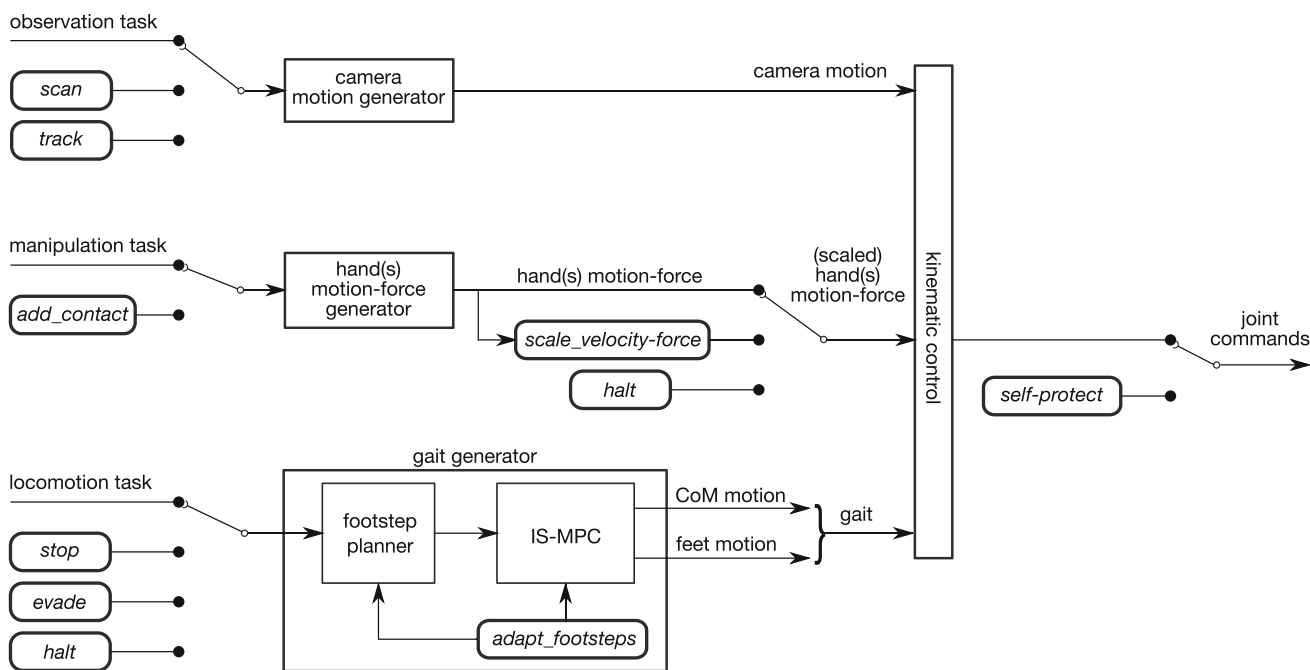 observation task
scan
track
camera
motion generator
camera motion
manipulation task
add_contact
hand(s)
motion-force
generator
hand(s) motion-force
scale_velocity-force
halt
(scaled)
hand(s)
motion-force
kinematic control
self-protect
joint
commands
locomotion task
stop
evade
halt
gait generator
footstep
planner
IS-MPC
adapt_footsteps
CoM motion
feet motion
gait